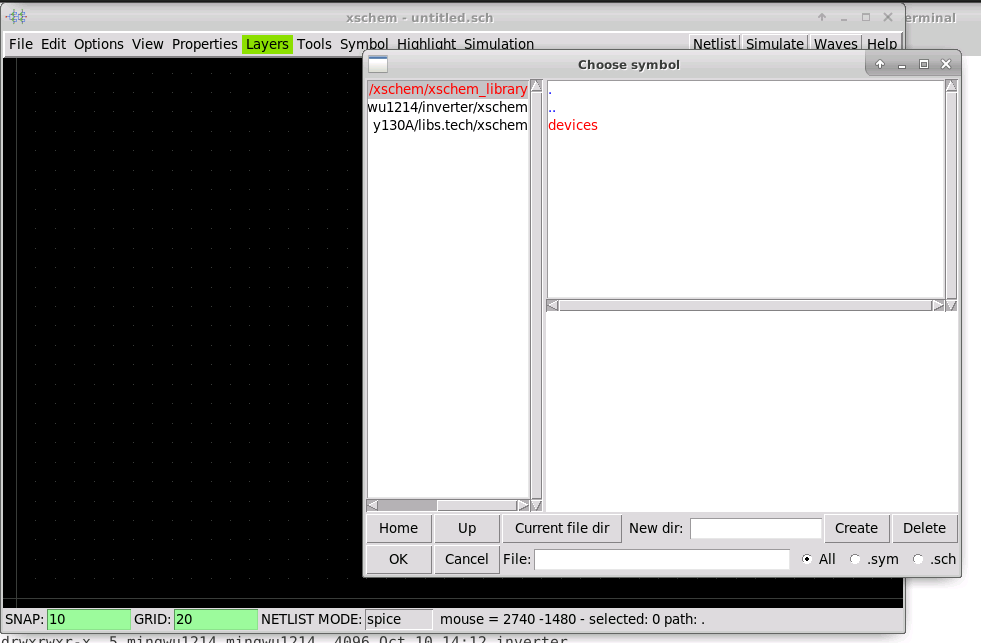 xschem - untitled.sch
erminal
File Edit Options View Properties Layers Tools Symbol Highlight Simulation Netlist Simulate Waves Help
Choose symbol
/xschem/xschem_library
wu1214/inverter/xschem
y130A/libs.tech/xschem
.
..
devices
Home Up Current file dir New dir: Create Delete
OK Cancel File: All .sym .sch
SNAP: 10 GRID: 20 NETLIST MODE: spice mouse = 2740 -1480 - selected: 0 path: .
drwxrwxr-x 5 mingwu1214 mingwu1214 4096 Oct 10 14:12 inverter